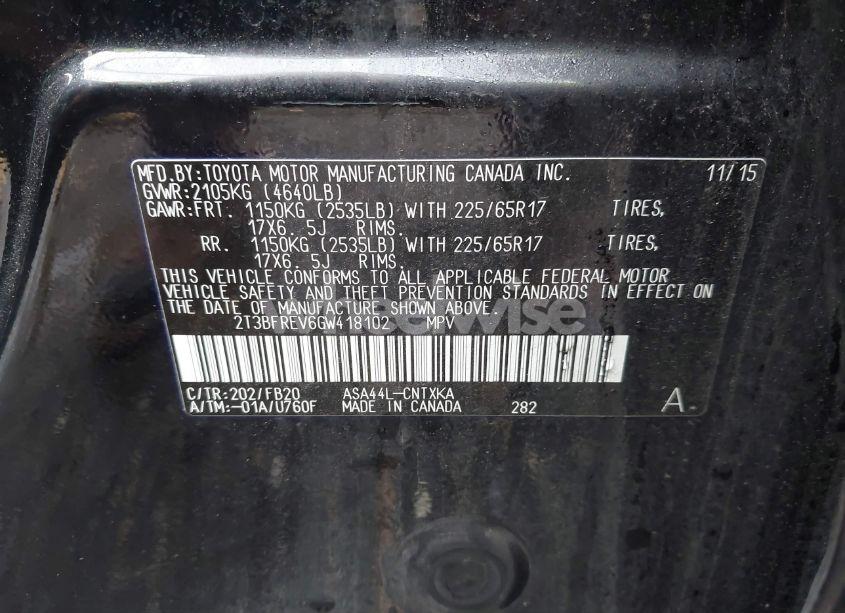 MFD.BY:TOYOTA MOTOR MANUFACTURING CANADA INC. 11/15
GVWR:2105KG (4640LB)
GAWR:FRT. 1150KG (2535LB) WITH 225/65R17 TIRES,
17X6.5J RIMS.
RR. 1150KG (2535LB) WITH 225/65R17 TIRES,
17X6.5J RIMS.
THIS VEHICLE CONFORMS TO ALL APPLICABLE FEDERAL MOTOR
VEHICLE SAFETY AND THEFT PREVENTION STANDARDS IN EFFECT ON
THE DATE OF MANUFACTURE SHOWN ABOVE.
2T3BFREV6GW418102 MPV
C/TR:202/FB20 ASA44L-CNTXKA
A/TM:-01A/U760F MADE IN CANADA 282 A-